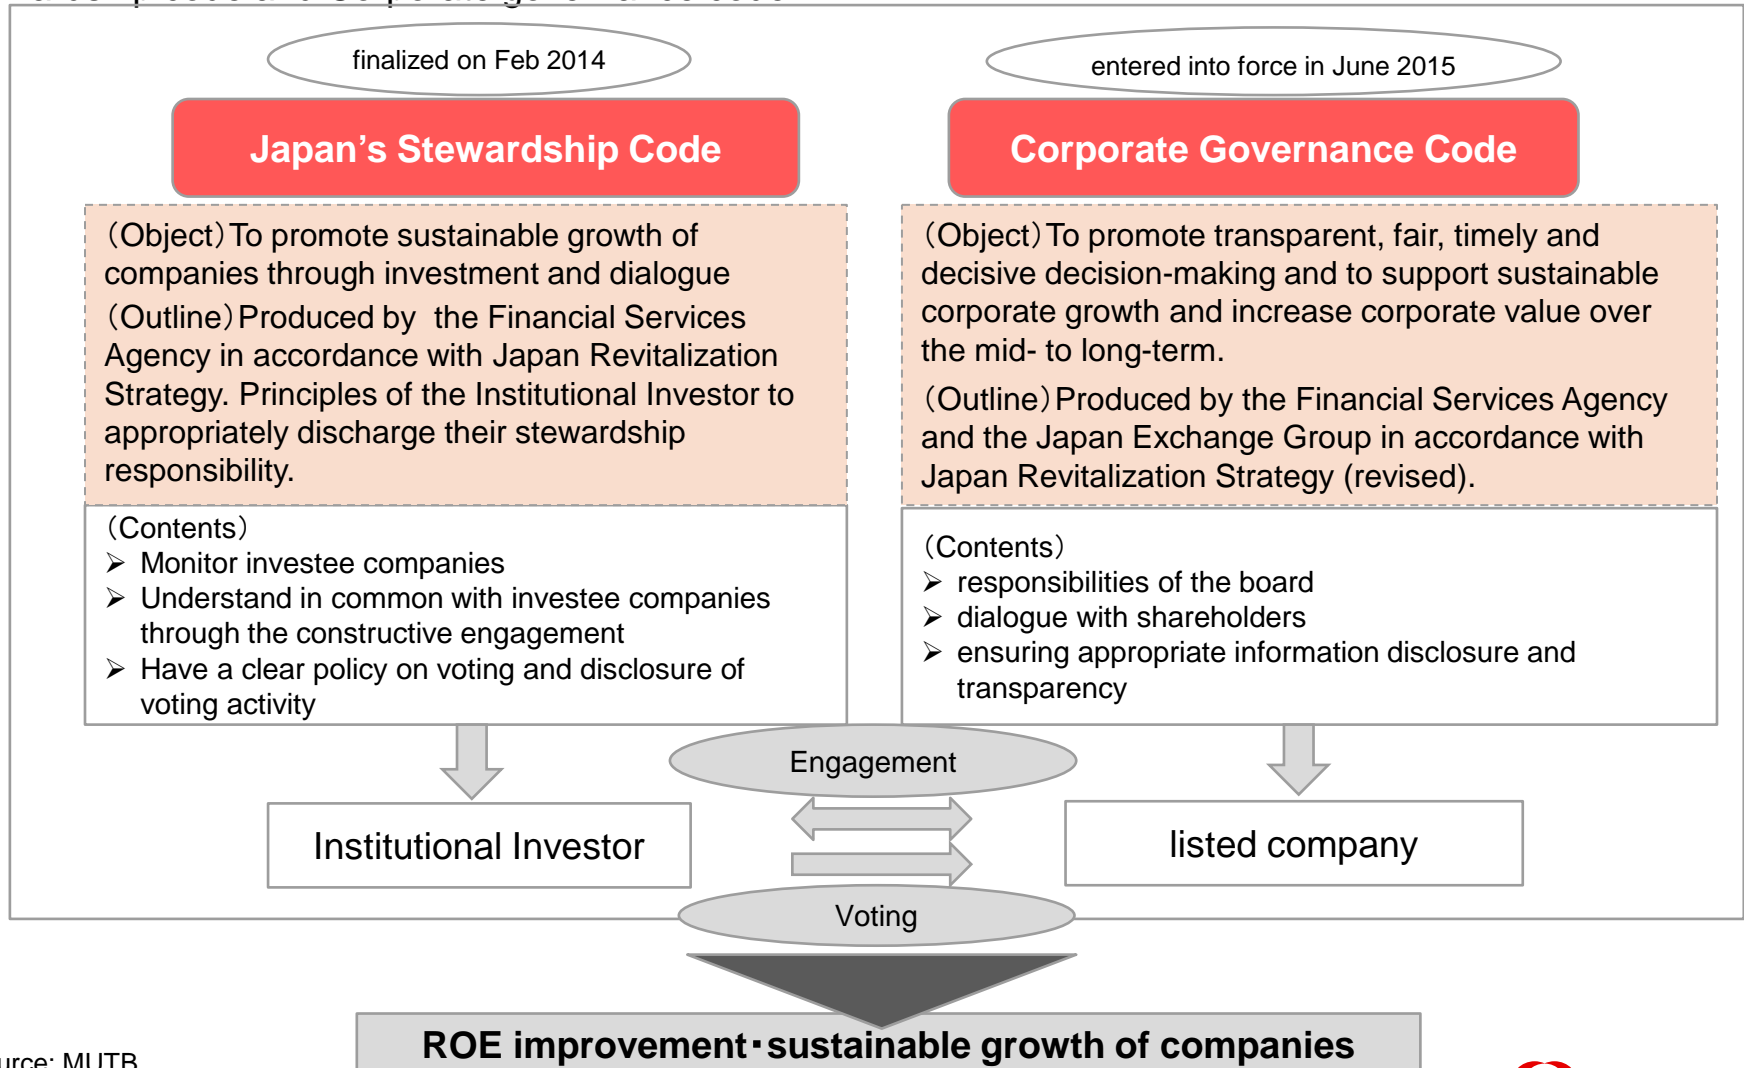 finalized on Feb 2014
Japan’s Stewardship Code
（Object）To promote sustainable growth of
companies through investment and dialogue
（Outline）Produced by the Financial Services
Agency in accordance with Japan Revitalization
Strategy. Principles of the Institutional Investor to
appropriately discharge their stewardship
responsibility.
（Contents）
➢ Monitor investee companies
➢ Understand in common with investee companies
through the constructive engagement
➢ Have a clear policy on voting and disclosure of
voting activity
entered into force in June 2015
Corporate Governance Code
（Object）To promote transparent, fair, timely and
decisive decision-making and to support sustainable
corporate growth and increase corporate value over
the mid- to long-term.
（Outline）Produced by the Financial Services Agency
and the Japan Exchange Group in accordance with
Japan Revitalization Strategy (revised).
（Contents）
➢ responsibilities of the board
➢ dialogue with shareholders
➢ ensuring appropriate information disclosure and
transparency
Engagement
Institutional Investor
listed company
Voting
ROE improvement･sustainable growth of companies
MUTB